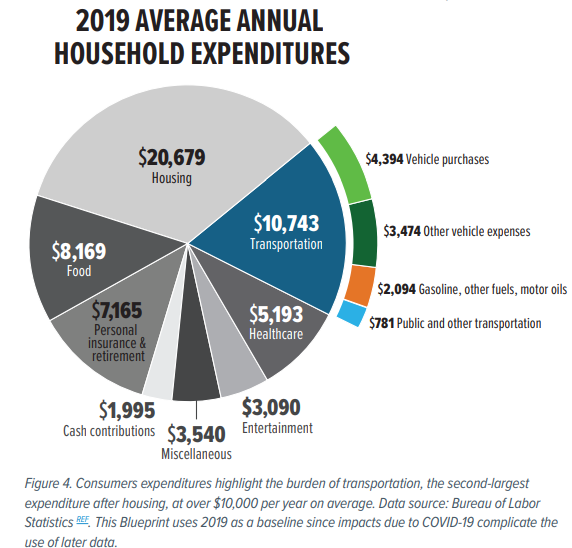 2019 AVERAGE ANNUAL
HOUSEHOLD EXPENDITURES
$20,679
Housing
$4,394 Vehicle purchases
$10,743
Transportation
$3,474 Other vehicle expenses
$8,169
Food
$2,094 Gasoline, other fuels, motor oils
$7,165
Personal
insurance &
retirement
$5,193
Healthcare
$781 Public and other transportation
$1,995
Cash contributions
$3,540
Miscellaneous
$3,090
Entertainment
Figure 4. Consumers expenditures highlight the burden of transportation, the second-largest
expenditure after housing, at over $10,000 per year on average. Data source: Bureau of Labor
Statistics REF. This Blueprint uses 2019 as a baseline since impacts due to COVID-19 complicate the
use of later data.